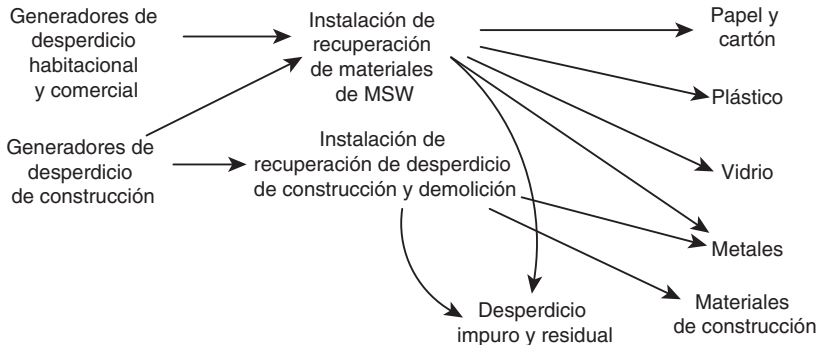 Generadores de
desperdicio
habitacional
y comercial
Instalación de
recuperación
de materiales
de MSW
Papel y
cartón
Plástico
Generadores de
desperdicio
de construcción
Instalación de
recuperación de desperdicio
de construcción y demolición
Vidrio
Metales
Desperdicio
impuro y residual
Materiales
de construcción